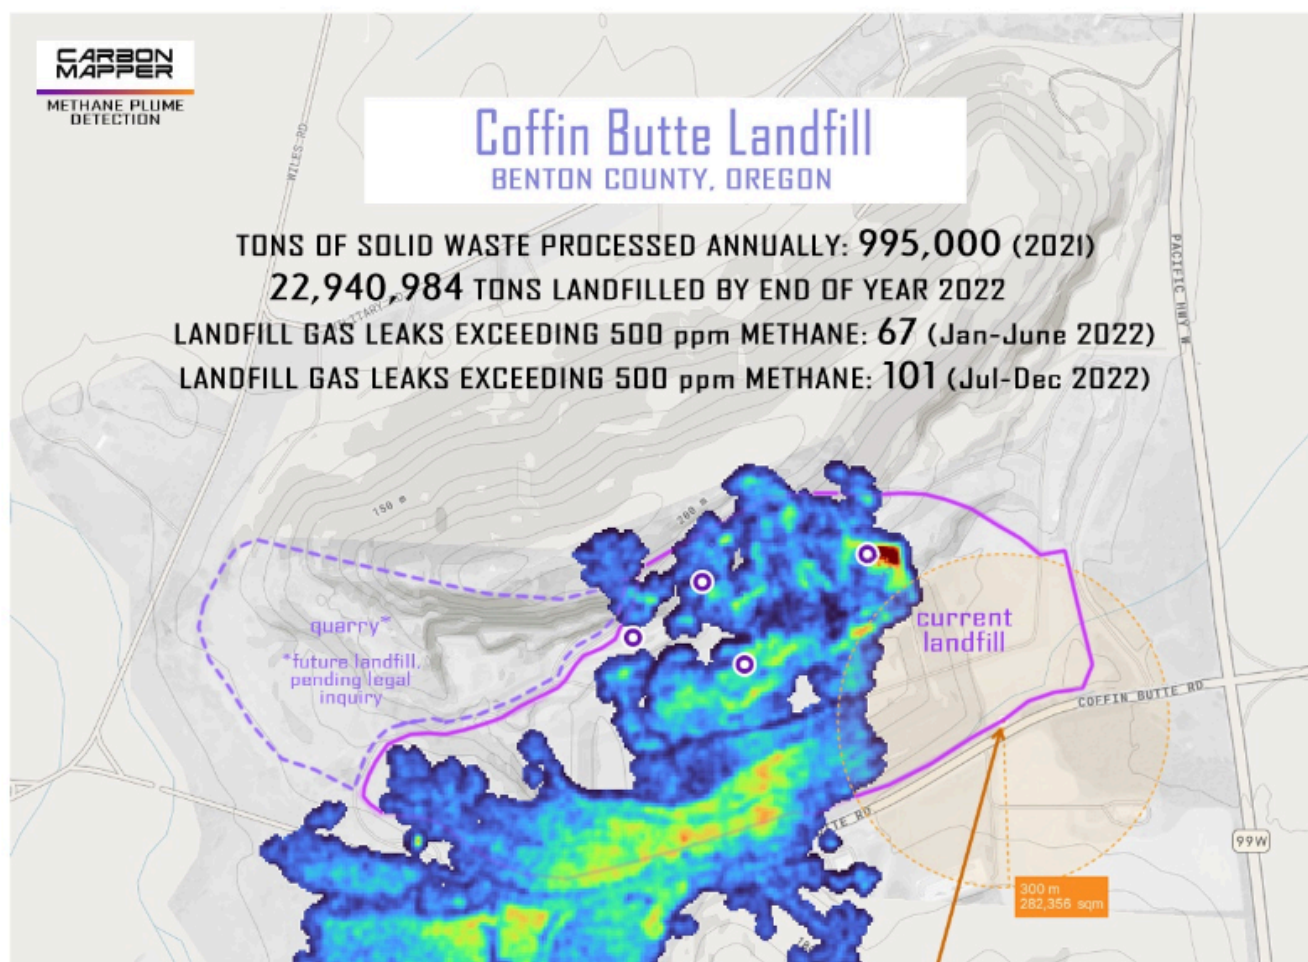 CARBON
MAPPER
METHANE PLUME
DETECTION
Coffin Butte Landfill
BENTON COUNTY, OREGON
TONS OF SOLID WASTE PROCESSED ANNUALLY: 995,000 (2021)
22,940,984 TONS LANDFILLED BY END OF YEAR 2022
LANDFILL GAS LEAKS EXCEEDING 500 ppm METHANE: 67 (Jan-June 2022)
LANDFILL GAS LEAKS EXCEEDING 500 ppm METHANE: 101 (Jul-Dec 2022)
WILES RD
PACIFIC HWY W
150 m
200 m
quarry*
*future landfill,
pending legal
inquiry
current
landfill
COFFIN BUTTE RD
RD
99W
300 m
282,356 sqm